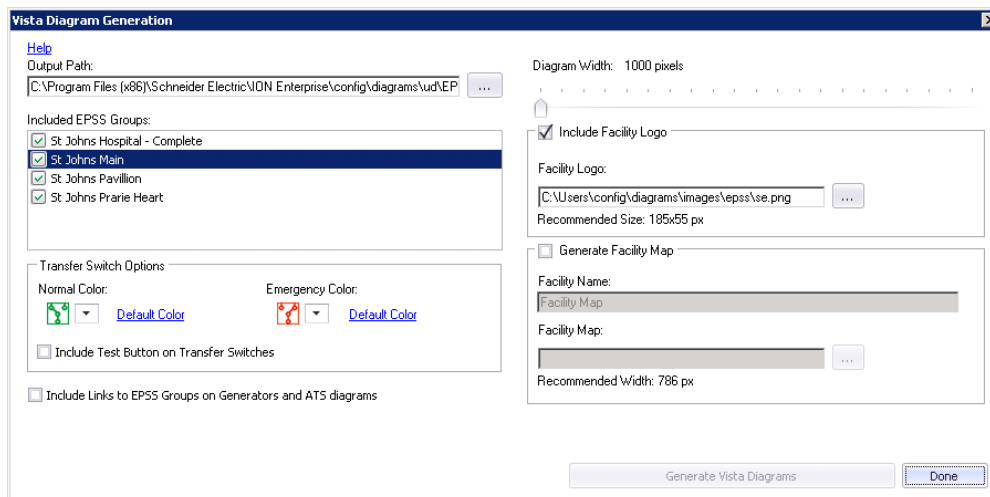 Vista Diagram Generation
Help
Output Path:
C:\Program Files (x86)\Schneider Electric\ION Enterprise\config\diagrams\ud\EP
...
Included EPSS Groups:
St Johns Hospital - Complete
St Johns Main
St Johns Pavillion
St Johns Prarie Heart
Transfer Switch Options
Normal Color:
Emergency Color:
Default Color
Default Color
Include Test Button on Transfer Switches
Include Links to EPSS Groups on Generators and ATS diagrams
Diagram Width: 1000 pixels
Include Facility Logo
Facility Logo:
C:\Users\config\diagrams\images\epss\se.png
...
Recommended Size: 185x55 px
Generate Facility Map
Facility Name:
Facility Map
Facility Map:
...
Recommended Width: 786 px
Generate Vista Diagrams
Done